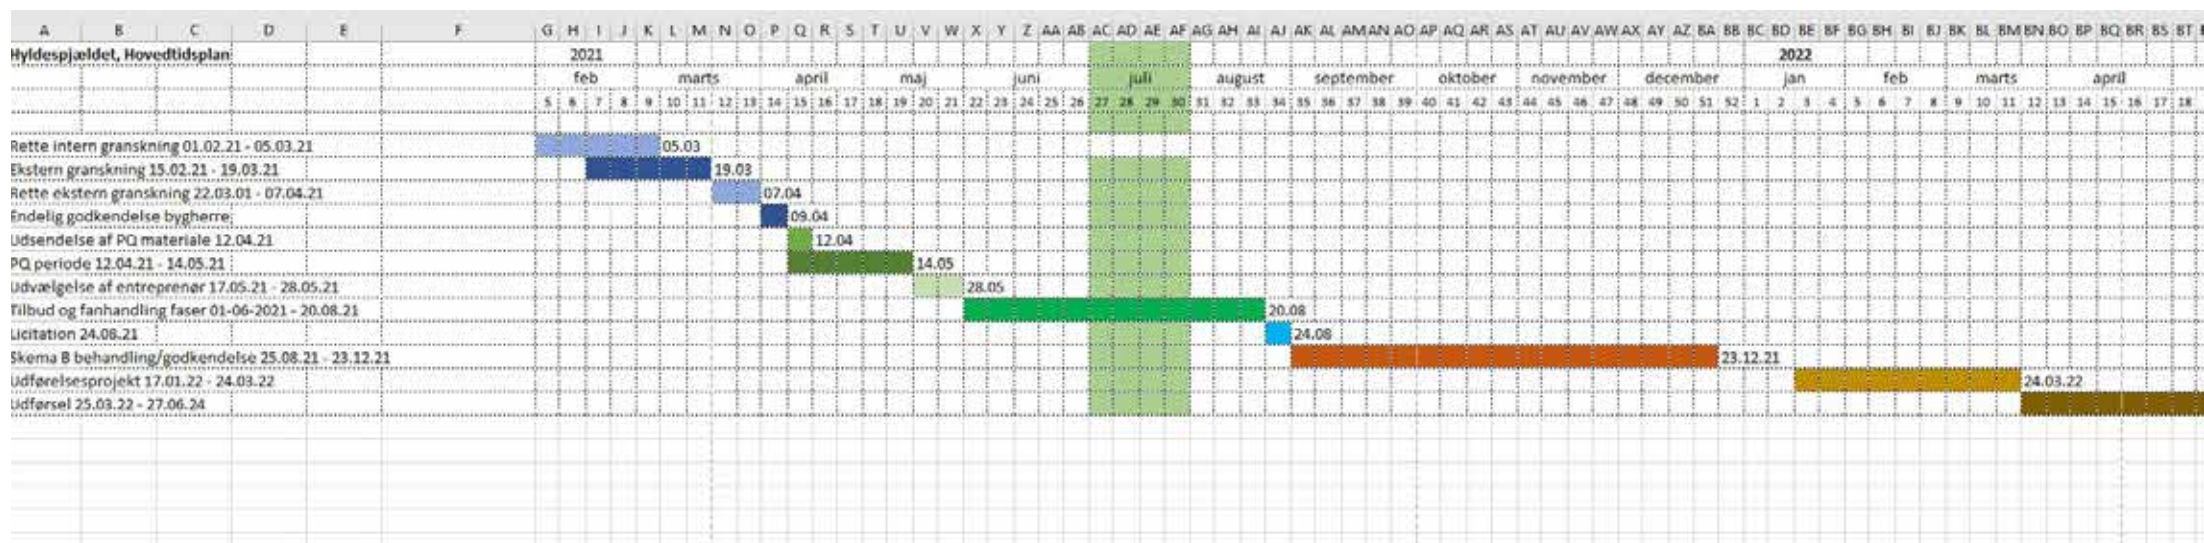 A B C D E F G H I J K L M N O P Q R S T U V W X Y Z AA AB AC AD AE AF AG AH AI AJ AK AL AM AN AO AP AQ AR AS AT AU AV AW AX AY AZ BA BB BC BD BE BF BG BH BI BJ BK BL BM BN BO BP BQ BR BS BT
Hyldespjældet, Hovedtidsplan 2021 2022
feb marts april maj juni juli august september oktober november december jan feb marts april
5 6 7 8 9 10 11 12 13 14 15 16 17 18 19 20 21 22 23 24 25 26 27 28 29 30 31 32 33 34 35 36 37 38 39 40 41 42 43 44 45 46 47 48 49 50 51 52 1 2 3 4 5 6 7 8 9 10 11 12 13 14 15 16 17 18
Rette intern granskning 01.02.21 - 05.03.21 05.03
Ekstern granskning 15.02.21 - 19.03.21 19.03
Rette ekstern granskning 22.03.01 - 07.04.21 07.04
Endelig godkendelse bygherre 09.04
Udsendelse af PQ materiale 12.04.21 12.04
PQ periode 12.04.21 - 14.05.21 14.05
Udvælgelse af entreprenør 17.05.21 - 28.05.21 28.05
Tilbud og fanhandling faser 01-06-2021 - 20.08.21 20.08
Licitation 24.08.21 24.08
Skema B behandling/godkendelse 25.08.21 - 23.12.21 23.12.21
Udførelsesprojekt 17.01.22 - 24.03.22 24.03.22
Udførsel 25.03.22 - 27.06.24